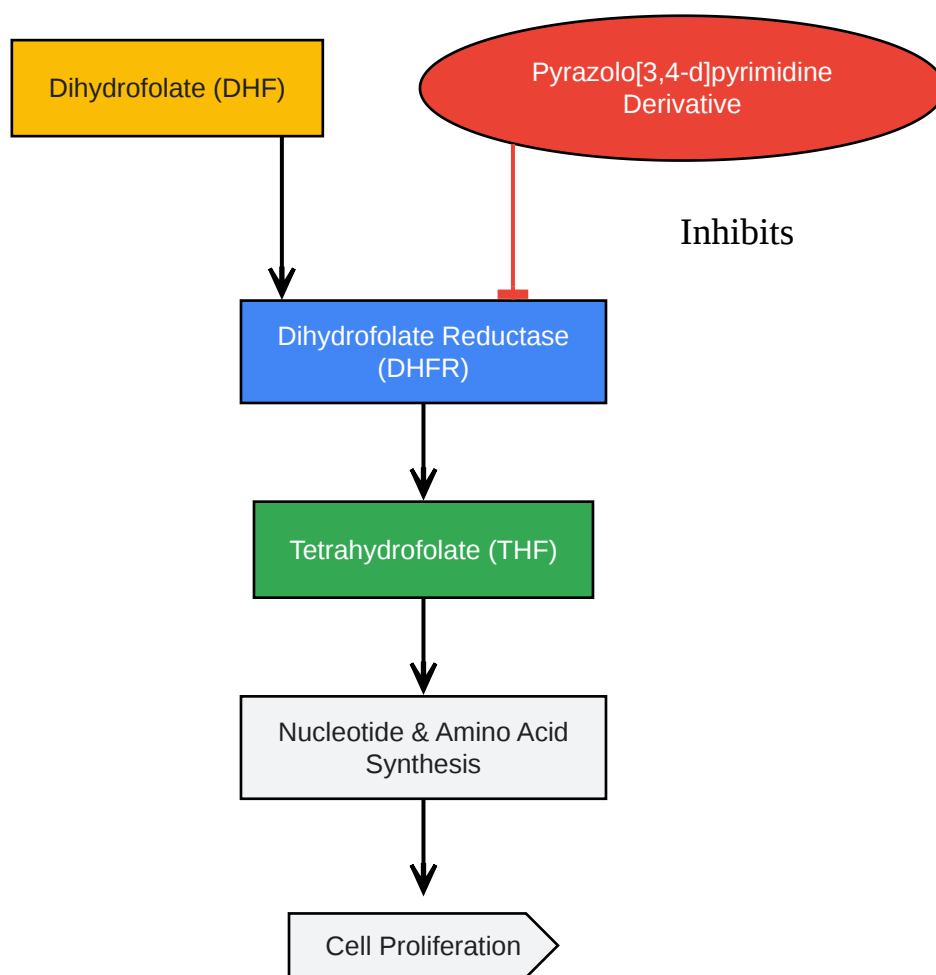 Dihydrofolate (DHF)
Pyrazolo[3,4-d]pyrimidine
Derivative
Inhibits
Dihydrofolate Reductase
(DHFR)
Tetrahydrofolate (THF)
Nucleotide & Amino Acid
Synthesis
Cell Proliferation